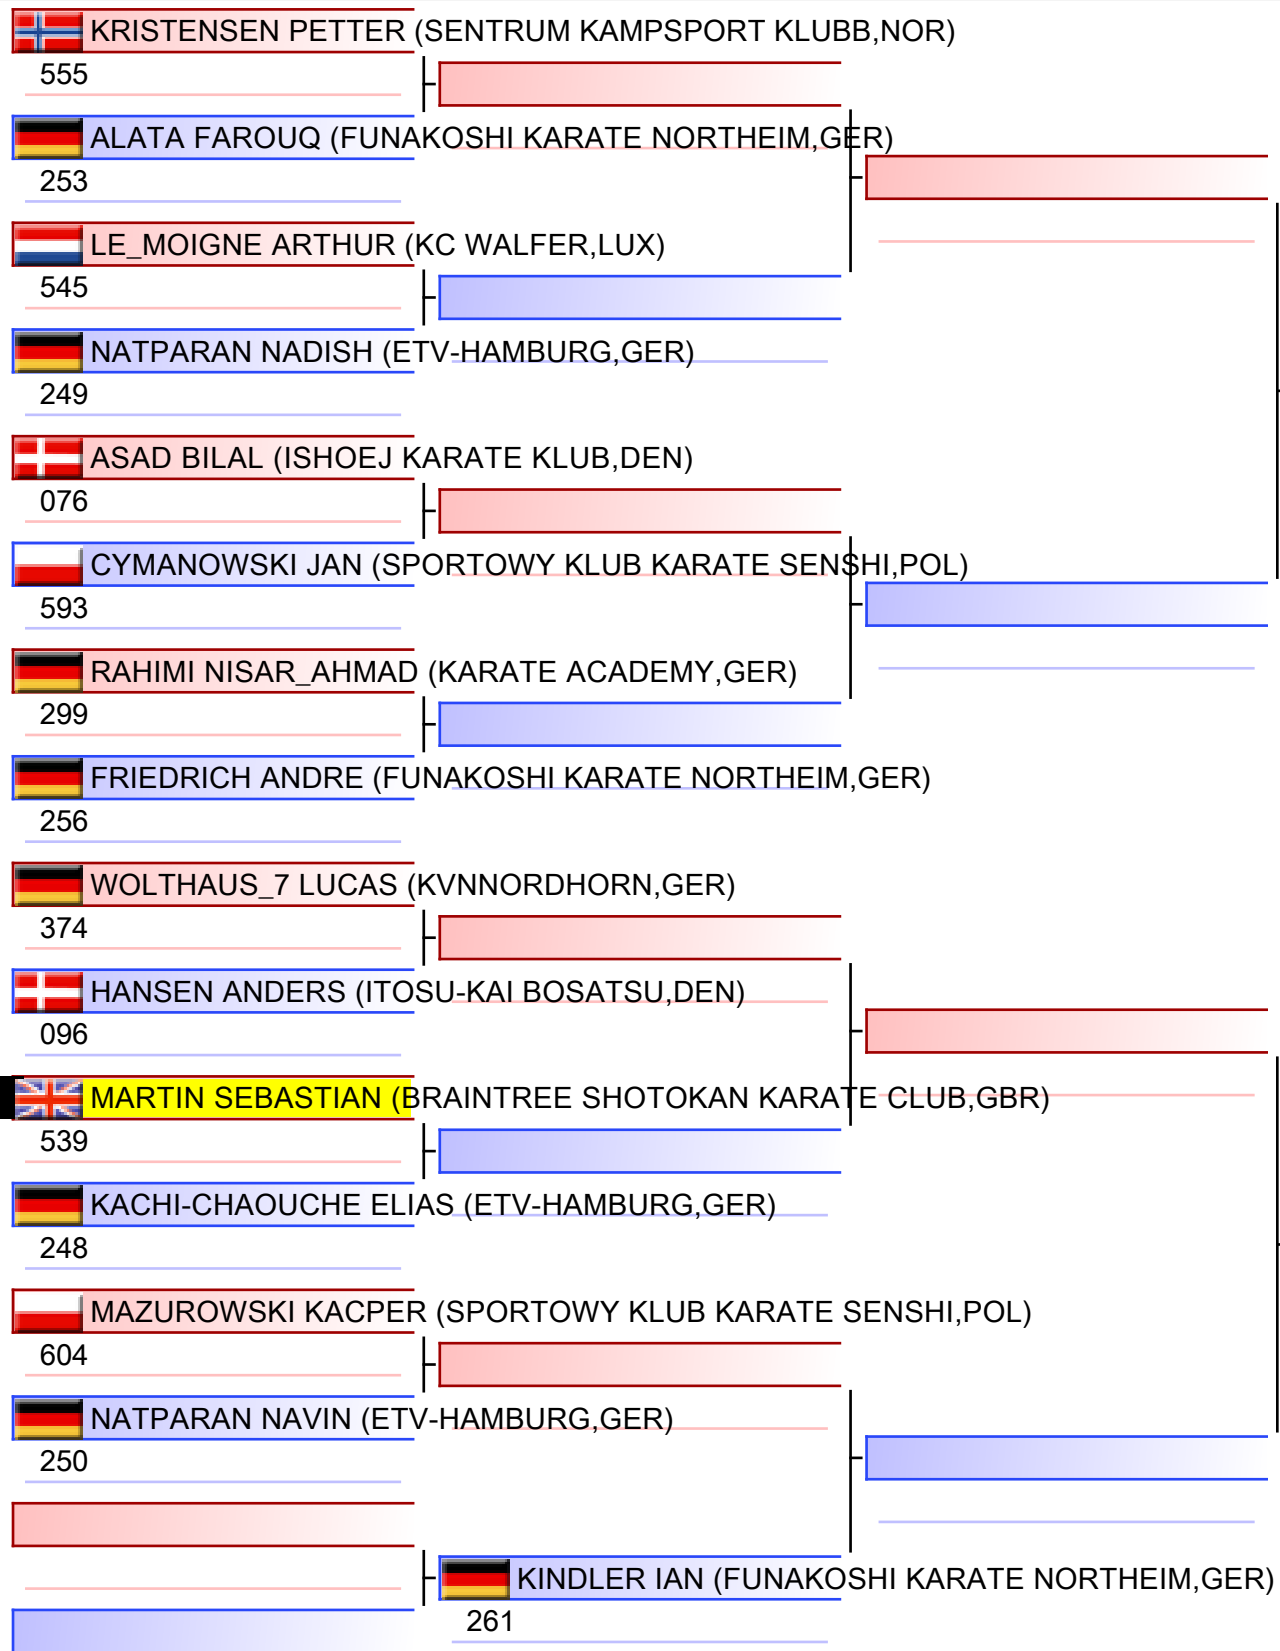 KRISTENSEN PETTER (SENTRUM KAMPSPORT KLUBB,NOR)
555
ALATA FAROUQ (FUNAKOSHI KARATE NORTHEIM,GER)
253
LE_MOIGNE ARTHUR (KC WALFER,LUX)
545
NATPARAN NADISH (ETV-HAMBURG,GER)
249
ASAD BILAL (ISHOEJ KARATE KLUB,DEN)
076
CYMANOWSKI JAN (SPORTOWY KLUB KARATE SENSHI,POL)
593
RAHIMI NISAR_AHMAD (KARATE ACADEMY,GER)
299
FRIEDRICH ANDRE (FUNAKOSHI KARATE NORTHEIM,GER)
256
WOLTHAUS_7 LUCAS (KVNNORDHORN,GER)
374
HANSEN ANDERS (ITOSU-KAI BOSATSU,DEN)
096
MARTIN SEBASTIAN (BRAINTREE SHOTOKAN KARATE CLUB,GBR)
539
KACHI-CHAOUCHE ELIAS (ETV-HAMBURG,GER)
248
MAZUROWSKI KACPER (SPORTOWY KLUB KARATE SENSHI,POL)
604
NATPARAN NAVIN (ETV-HAMBURG,GER)
250
KINDLER IAN (FUNAKOSHI KARATE NORTHEIM,GER)
261